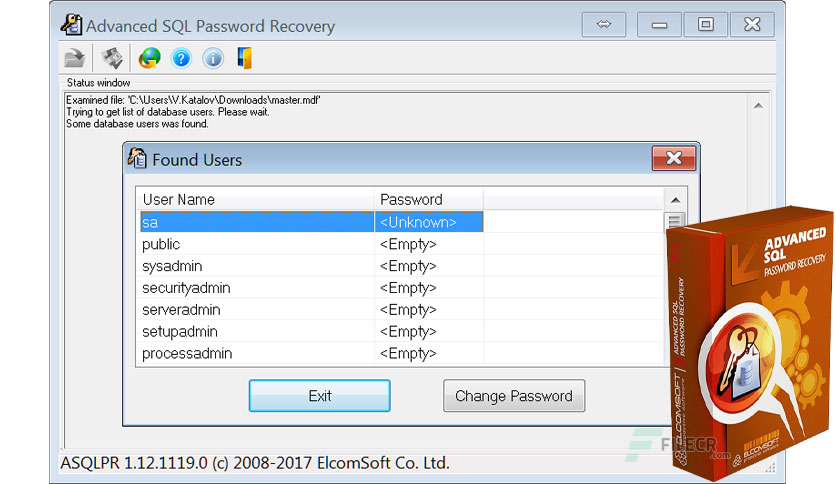 Advanced SQL Password Recovery
Status window
Examined file: 'C:\Users\V.Katalov\Downloads\master.mdf'
Trying to get list of database users. Please wait.
Some database users was found.
Found Users
User Name Password
sa <Unknown>
public <Empty>
sysadmin <Empty>
securityadmin <Empty>
serveradmin <Empty>
setupadmin <Empty>
processadmin <Empty>
Exit Change Password
ASQLPR 1.12.1119.0 (c) 2008-2017 ElcomSoft Co. Ltd.
ADVANCED
SQL
PASSWORD RECOVERY
ADVANCED SQL
PASSWORD RECOVERY
ELCOMSOFT
ELCOMSOFT
FILECR
.com